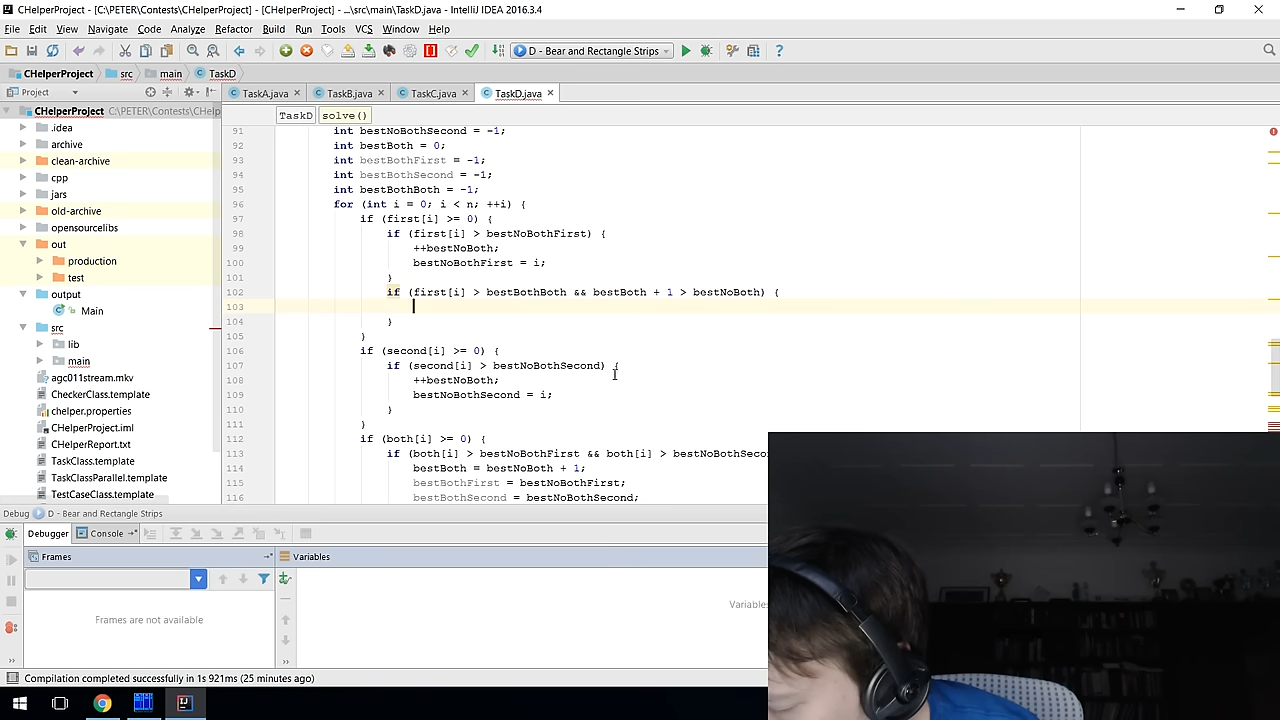 CHelperProject - [C:\PETER\Contests\CHelperProject] - [CHelperProject] - ...\src\main\TaskD.java - IntelliJ IDEA 2016.3.4
File Edit View Navigate Code Analyze Refactor Build Run Tools VCS Window Help
D - Bear and Rectangle Strips
CHelperProject src main TaskD
Project
TaskA.java TaskB.java TaskC.java TaskD.java
CHelperProject C:\PETER\Contests\CHelp
TaskD solve()
.idea
archive
clean-archive
cpp
jars
old-archive
opensourcelibs
out
production
test
output
Main
src
lib
main
agc011stream.mkv
CheckerClass.template
chelper.properties
CHelperProject.iml
CHelperReport.txt
TaskClass.template
TaskClassParallel.template
TestCaseClass.template
91 int bestNoBothSecond = -1;
92 int bestBoth = 0;
93 int bestBothFirst = -1;
94 int bestBothSecond = -1;
95 int bestBothBoth = -1;
96 for (int i = 0; i < n; ++i) {
97 if (first[i] >= 0) {
98 if (first[i] > bestNoBothFirst) {
99 ++bestNoBoth;
100 bestNoBothFirst = i;
101 }
102 if (first[i] > bestBothBoth && bestBoth + 1 > bestNoBoth) {
103
104 }
105 }
106 if (second[i] >= 0) {
107 if (second[i] > bestNoBothSecond) {
108 ++bestNoBoth;
109 bestNoBothSecond = i;
110 }
111 }
112 if (both[i] >= 0) {
113 if (both[i] > bestNoBothFirst && both[i] > bestNoBothSeco
114 bestBoth = bestNoBoth + 1;
115 bestBothFirst = bestNoBothFirst;
116 bestBothSecond = bestNoBothSecond;
Debug D - Bear and Rectangle Strips
Debugger Console
Frames Variables
Frames are not available
Variable
Compilation completed successfully in 1s 921ms (25 minutes ago)